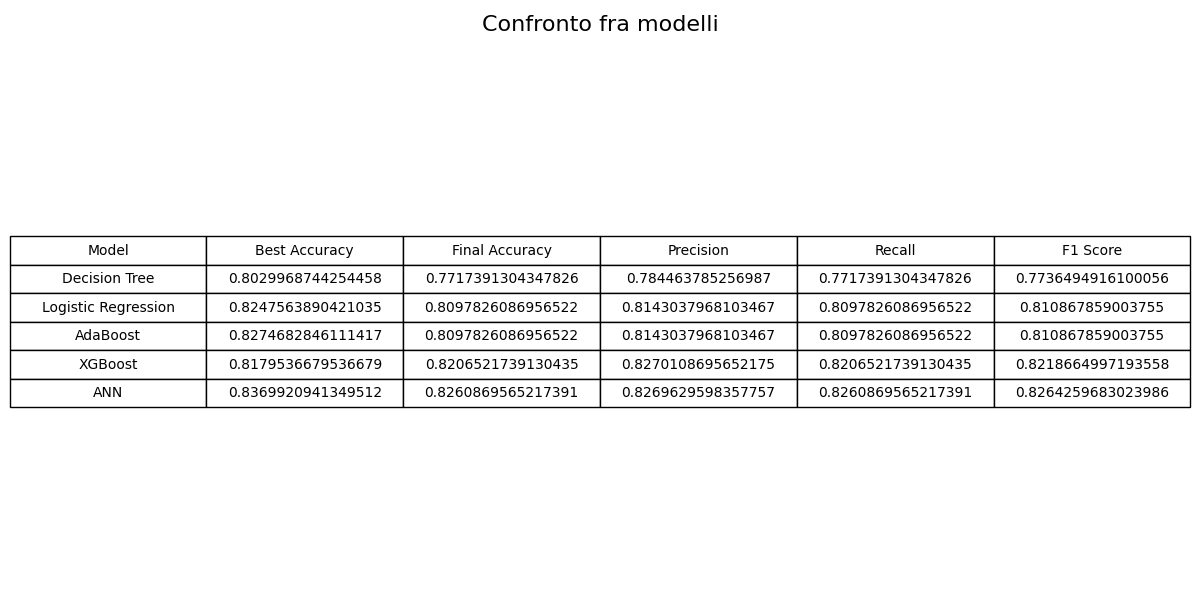 Confronto fra modelli
Model Best Accuracy Final Accuracy Precision Recall F1 Score
Decision Tree 0.8029968744254458 0.7717391304347826 0.784463785256987 0.7717391304347826 0.7736494916100056
Logistic Regression 0.8247563890421035 0.8097826086956522 0.8143037968103467 0.8097826086956522 0.810867859003755
AdaBoost 0.8274682846111417 0.8097826086956522 0.8143037968103467 0.8097826086956522 0.810867859003755
XGBoost 0.8179536679536679 0.8206521739130435 0.8270108695652175 0.8206521739130435 0.8218664997193558
ANN 0.8369920941349512 0.8260869565217391 0.8269629598357757 0.8260869565217391 0.8264259683023986